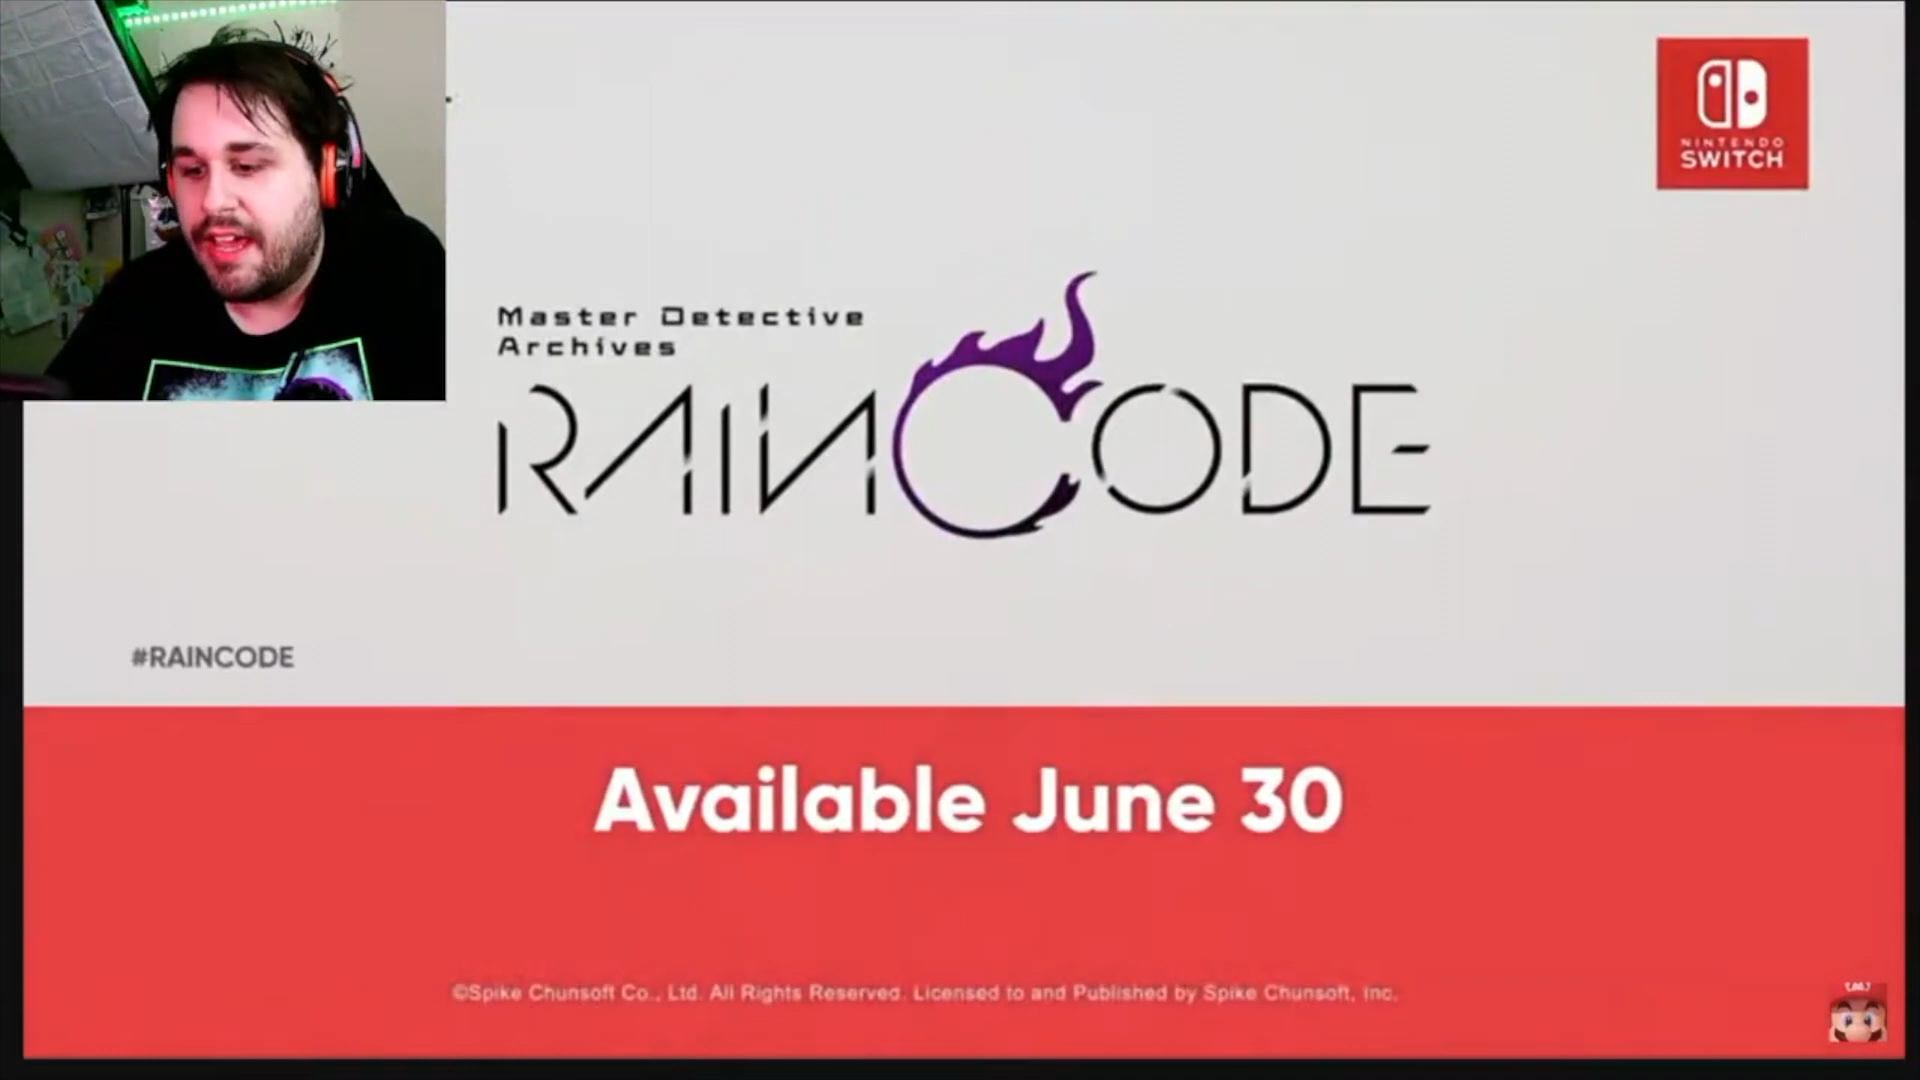 NINTENDO
SWITCH
Master Detective
Archives
RAINCODE
#RAINCODE
Available June 30
©Spike Chunsoft Co., Ltd. All Rights Reserved. Licensed to and Published by Spike Chunsoft, Inc.